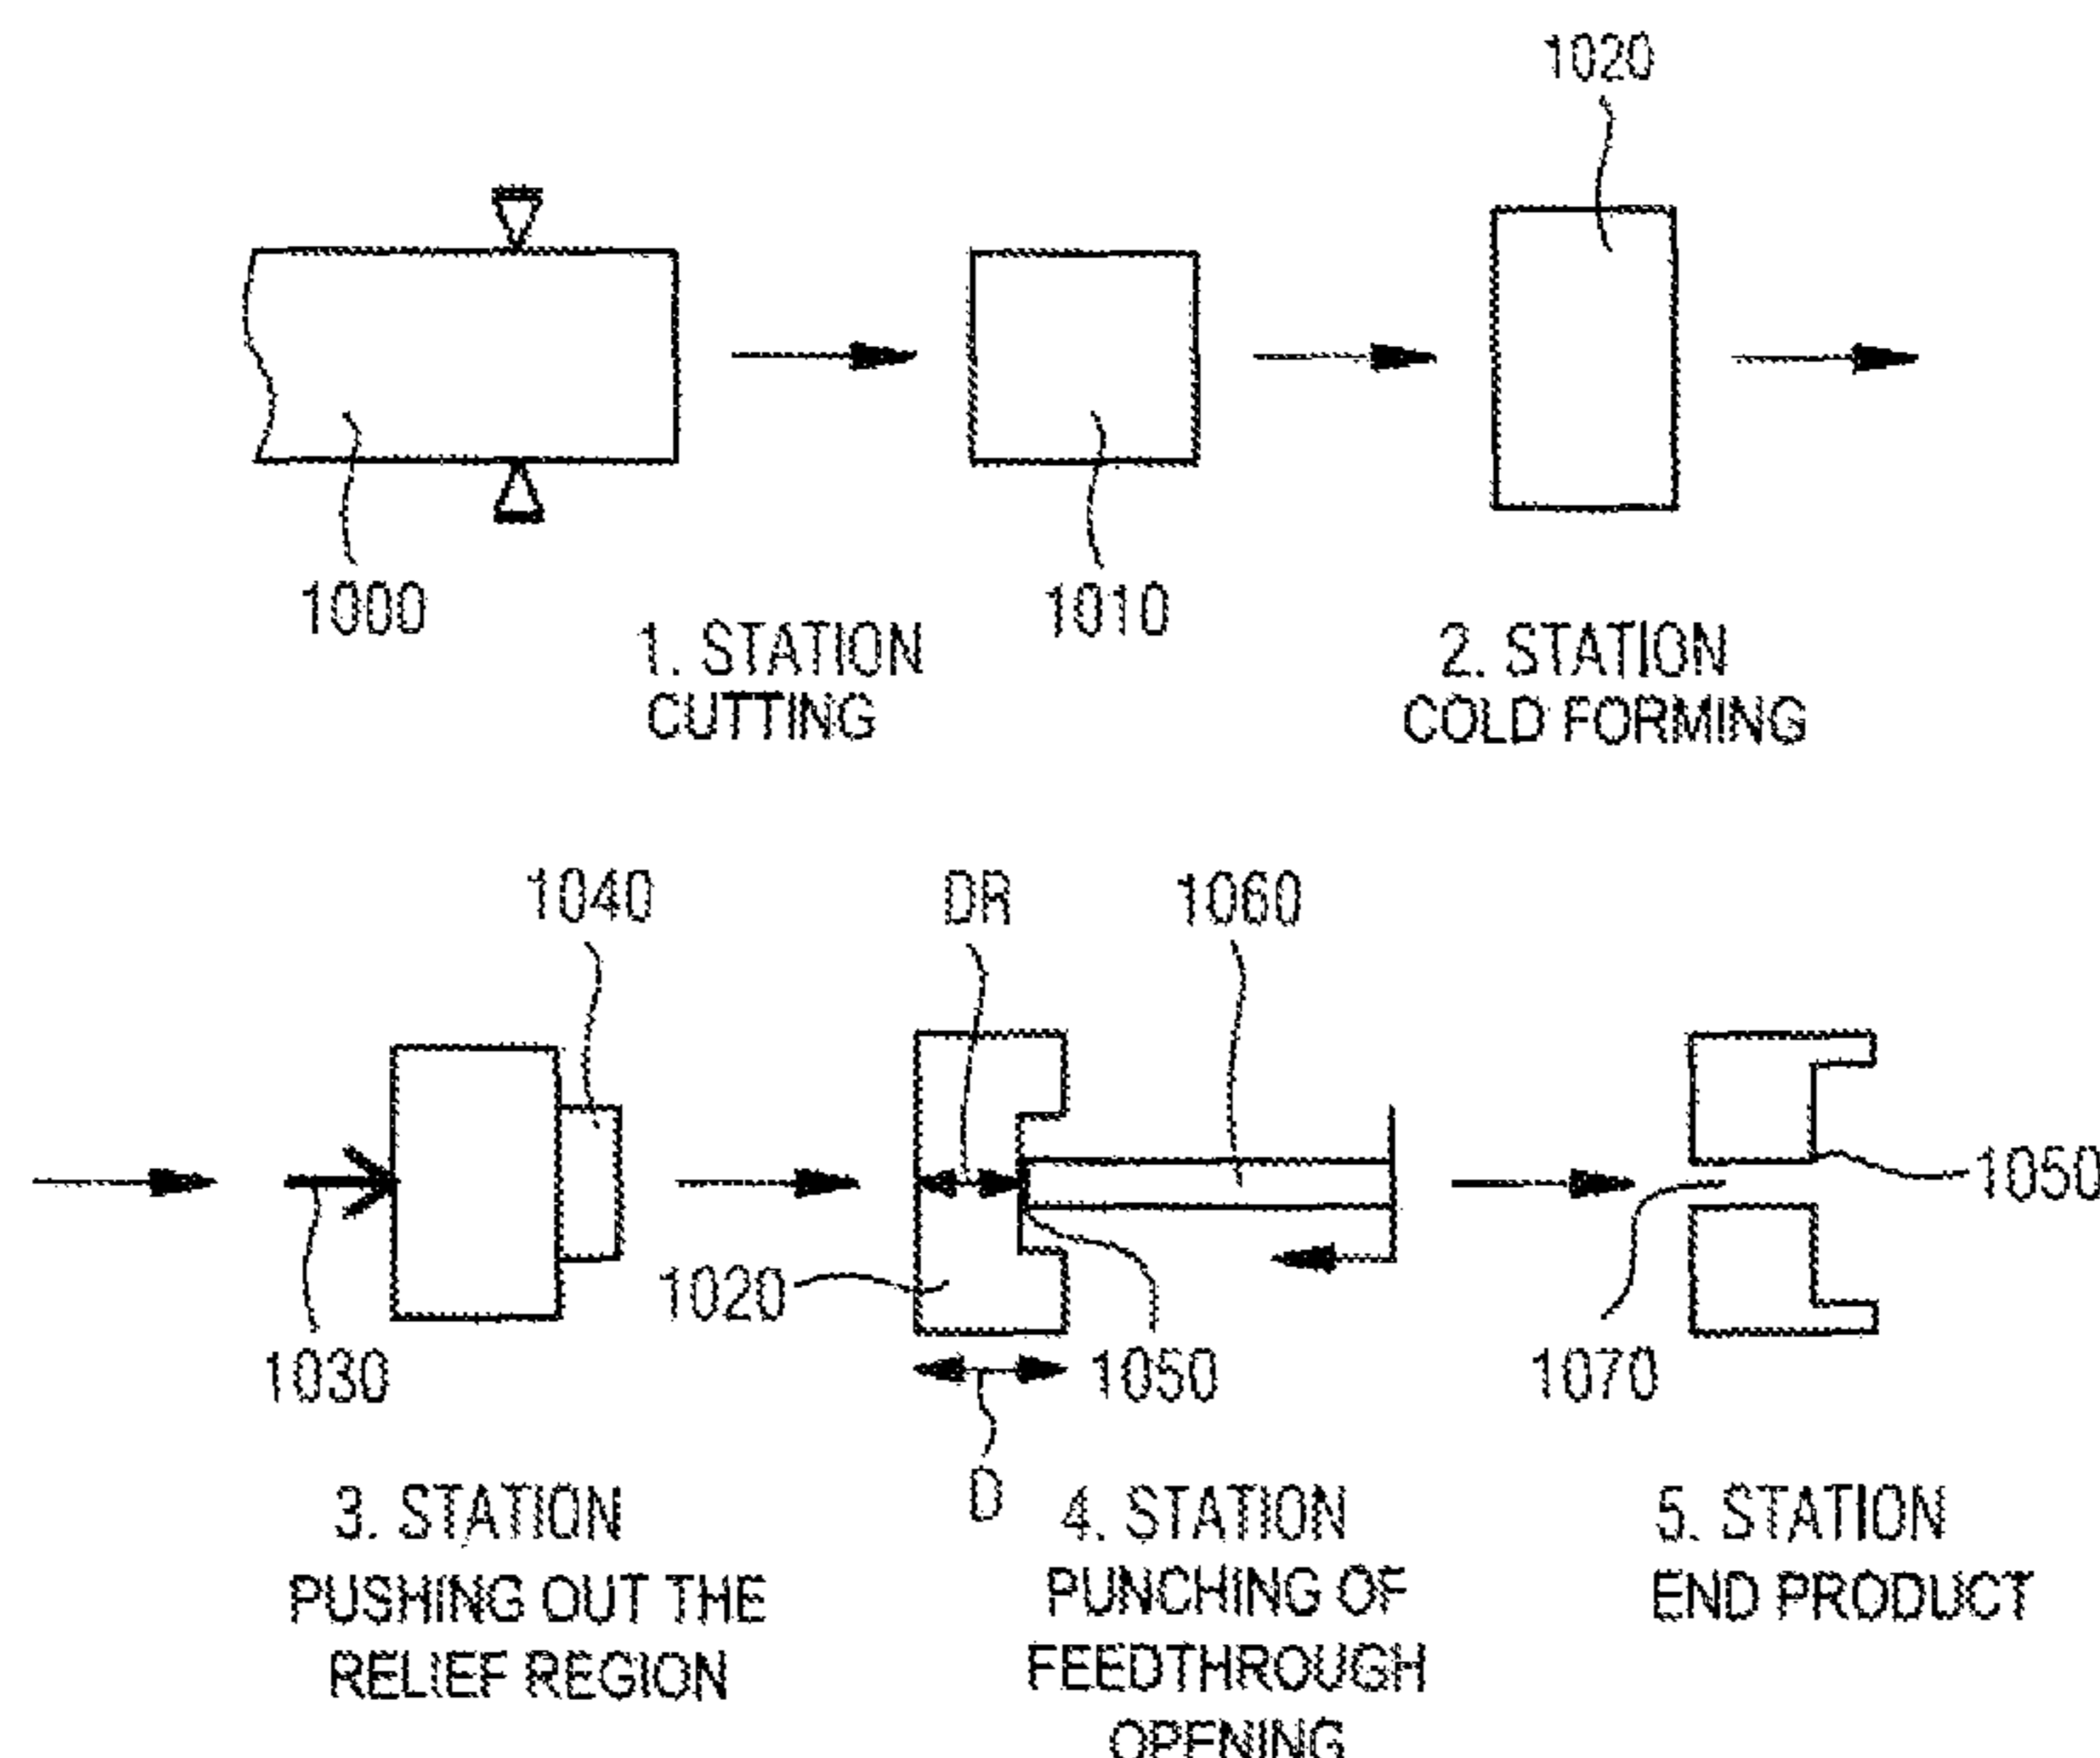 1020
1000
1010
1. STATION
CUTTING
2. STATION
COLD FORMING
1040
DR
1060
1050
1020
1030
1050
1070
D
3. STATION
PUSHING OUT THE
RELIEF REGION
4. STATION
PUNCHING OF
FEEDTHROUGH
OPENING
5. STATION
END PRODUCT